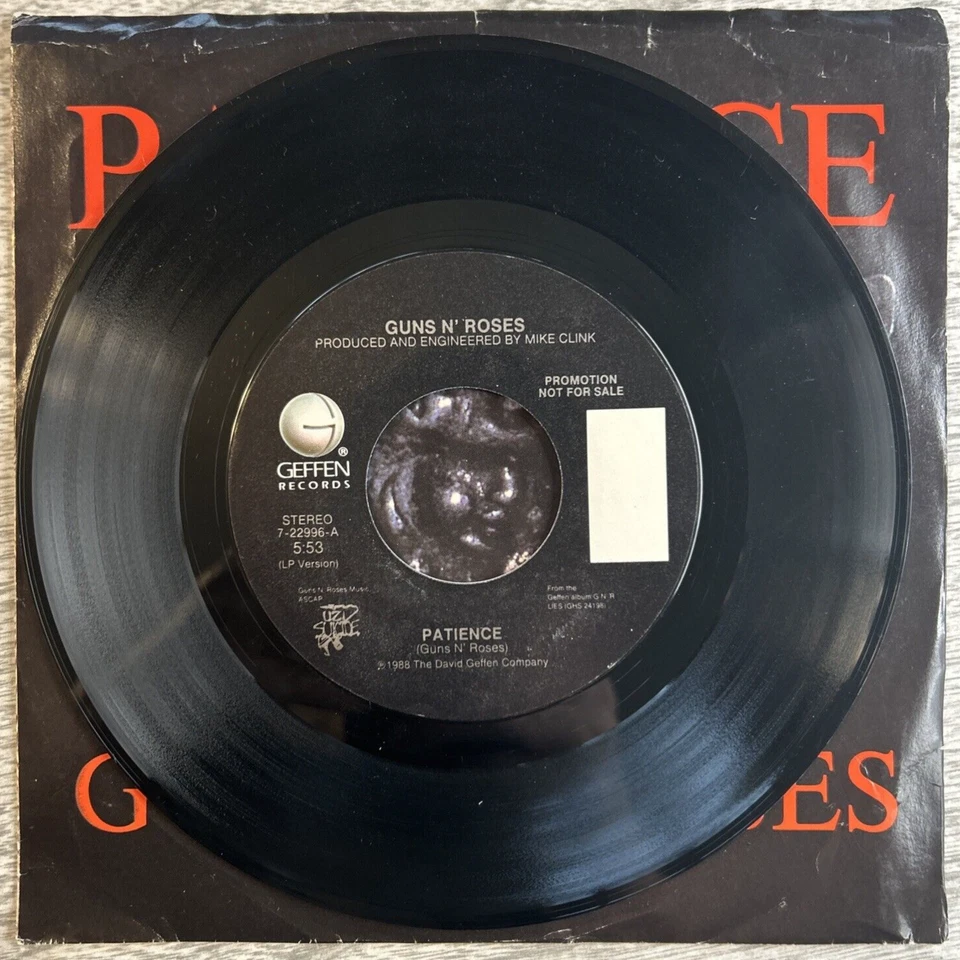 GUNS N' ROSES
PRODUCED AND ENGINEERED BY MIKE CLINK
PROMOTION
NOT FOR SALE
G
®
GEFFEN
RECORDS
STEREO
7-22996-A
5:53
(LP Version)
Guns N' Roses Music
ASCAP
UZI
SUICIDE
From the
Geffen album G N' R
LIES (GHS 24198)
PATIENCE
(Guns N' Roses)
℗1988 The David Geffen Company
P
CE
G
SES